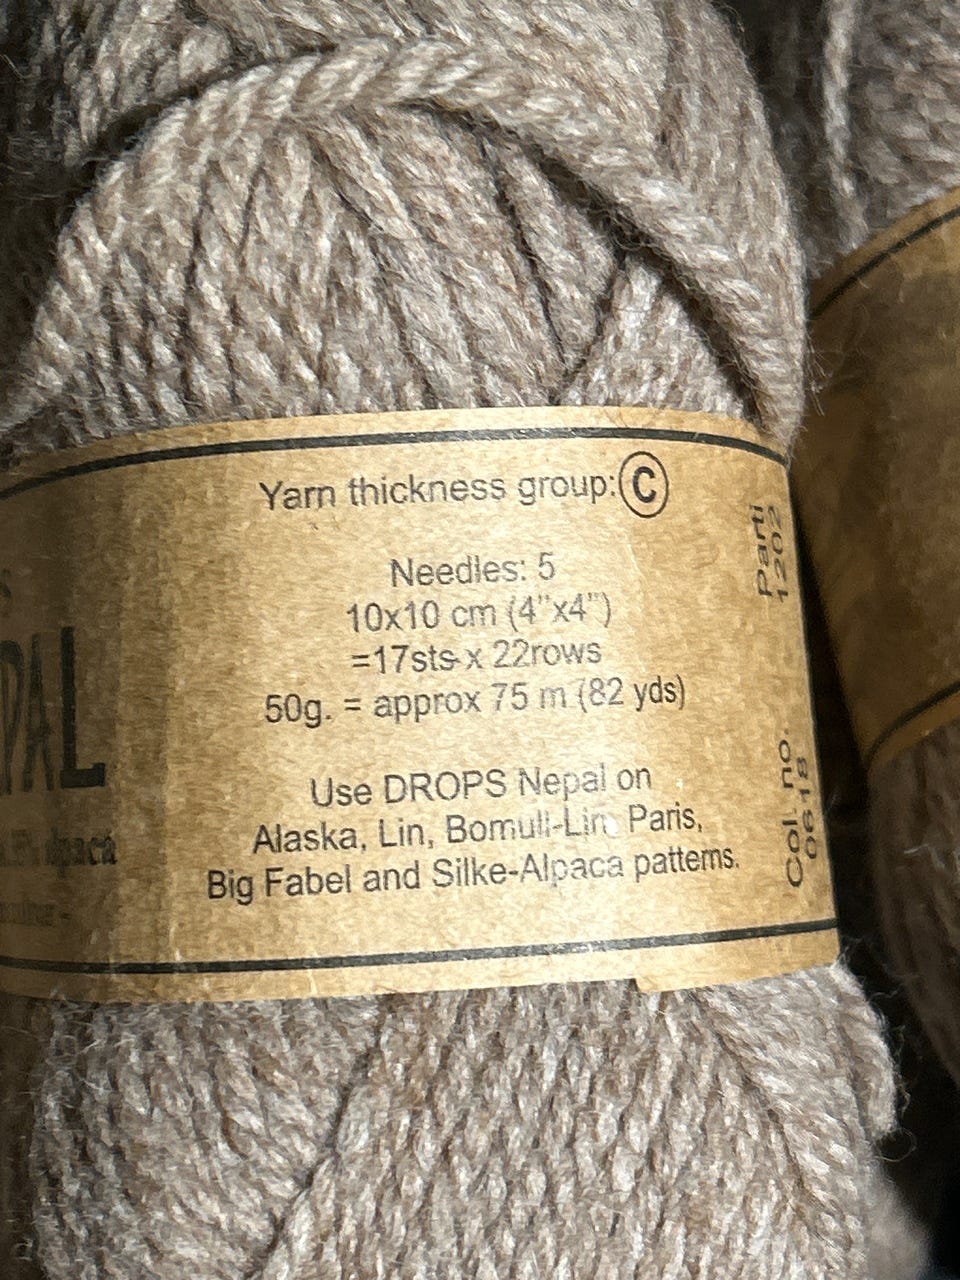 Yarn thickness group: C
Needles: 5
10x10 cm (4"x4")
=17sts x 22rows
50g. = approx 75 m (82 yds)
Use DROPS Nepal on
Alaska, Lin, Bomull-Lin, Paris,
Big Fabel and Silke-Alpaca patterns.
Parti
1202
Col. no.
0618
PAL
alpaca